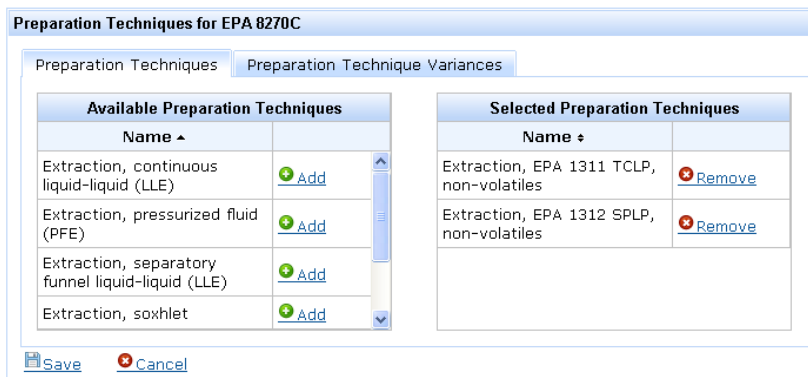 Preparation Techniques for EPA 8270C
Preparation Techniques
Preparation Technique Variances
Available Preparation Techniques
Name
Extraction, continuous
liquid-liquid (LLE)
Add
Extraction, pressurized fluid
(PFE)
Add
Extraction, separatory
funnel liquid-liquid (LLE)
Add
Extraction, soxhlet
Add
Selected Preparation Techniques
Name
Extraction, EPA 1311 TCLP,
non-volatiles
Remove
Extraction, EPA 1312 SPLP,
non-volatiles
Remove
Save
Cancel